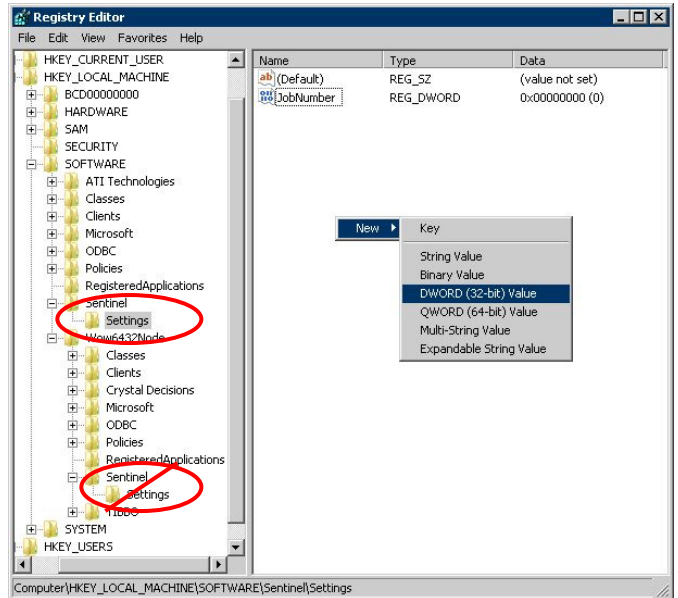 Registry Editor
File Edit View Favorites Help
HKEY_CURRENT_USER
HKEY_LOCAL_MACHINE
BCD00000000
HARDWARE
SAM
SECURITY
SOFTWARE
ATI Technologies
Classes
Clients
Microsoft
ODBC
Policies
RegisteredApplications
Sentinel
Settings
Wow6432Node
Classes
Clients
Crystal Decisions
Microsoft
ODBC
Policies
RegisteredApplications
Sentinel
Settings
TIBBO
SYSTEM
HKEY_USERS
Name Type Data
ab (Default) REG_SZ (value not set)
JobNumber REG_DWORD 0x00000000 (0)
New
Key
String Value
Binary Value
DWORD (32-bit) Value
QWORD (64-bit) Value
Multi-String Value
Expandable String Value
Computer\HKEY_LOCAL_MACHINE\SOFTWARE\Sentinel\Settings